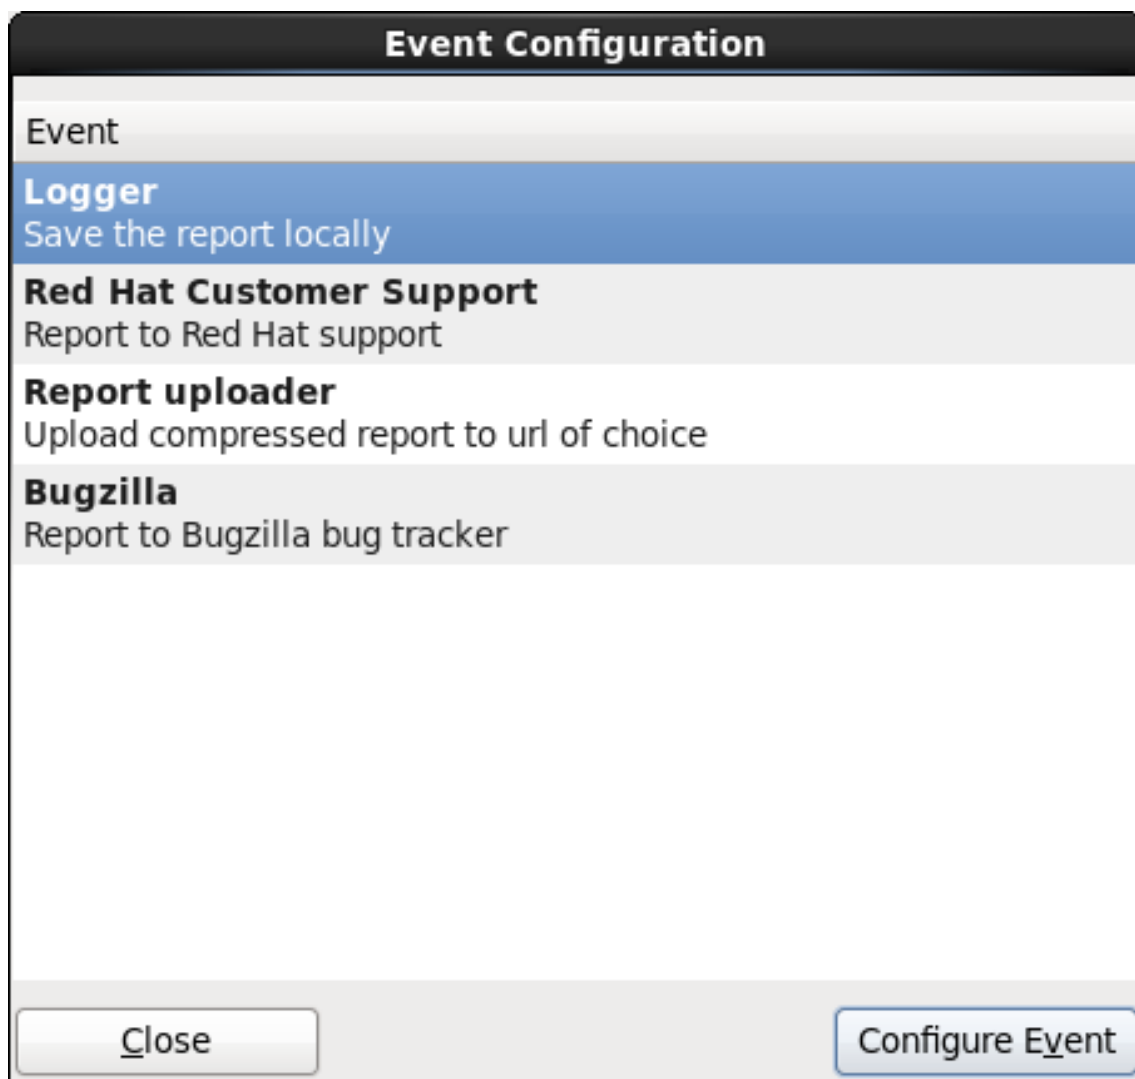 Event Configuration
Event
Logger
Save the report locally
Red Hat Customer Support
Report to Red Hat support
Report uploader
Upload compressed report to url of choice
Bugzilla
Report to Bugzilla bug tracker
Close
Configure Event